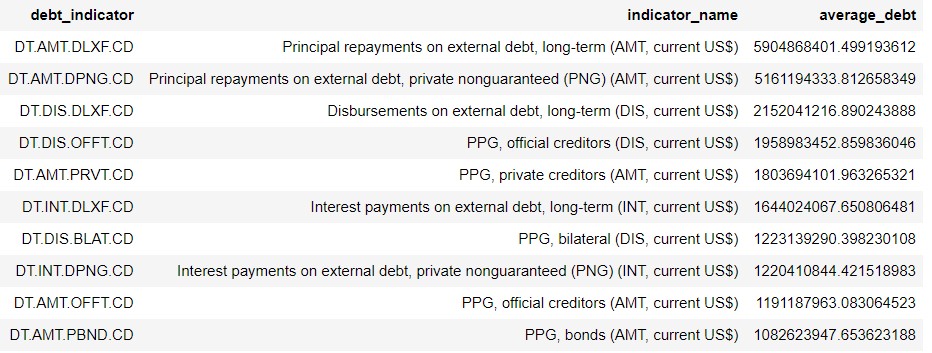 debt_indicator indicator_name average_debt
DT.AMT.DLXF.CD Principal repayments on external debt, long-term (AMT, current US$) 5904868401.499193612
DT.AMT.DPNG.CD Principal repayments on external debt, private nonguaranteed (PNG) (AMT, current US$) 5161194333.812658349
DT.DIS.DLXF.CD Disbursements on external debt, long-term (DIS, current US$) 2152041216.890243888
DT.DIS.OFFT.CD PPG, official creditors (DIS, current US$) 1958983452.859836046
DT.AMT.PRVT.CD PPG, private creditors (AMT, current US$) 1803694101.963265321
DT.INT.DLXF.CD Interest payments on external debt, long-term (INT, current US$) 1644024067.650806481
DT.DIS.BLAT.CD PPG, bilateral (DIS, current US$) 1223139290.398230108
DT.INT.DPNG.CD Interest payments on external debt, private nonguaranteed (PNG) (INT, current US$) 1220410844.421518983
DT.AMT.OFFT.CD PPG, official creditors (AMT, current US$) 1191187963.083064523
DT.AMT.PBND.CD PPG, bonds (AMT, current US$) 1082623947.653623188